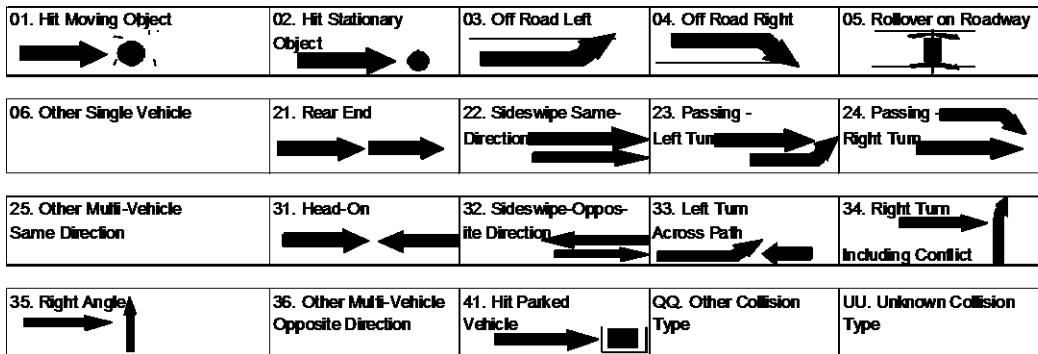 01. Hit Moving Object
02. Hit Stationary
Object
03. Off Road Left
04. Off Road Right
05. Rollover on Roadway
06. Other Single Vehicle
21. Rear End
22. Sideswipe Same-
Direction
23. Passing -
Left Turn
24. Passing -
Right Turn
25. Other Multi-Vehicle
Same Direction
31. Head-On
32. Sideswipe-Oppos-
ite Direction
33. Left Turn
Across Path
34. Right Turn
Including Conflict
35. Right Angle
36. Other Multi-Vehicle
Opposite Direction
41. Hit Parked
Vehicle
QQ. Other Collision
Type
UU. Unknown Collision
Type